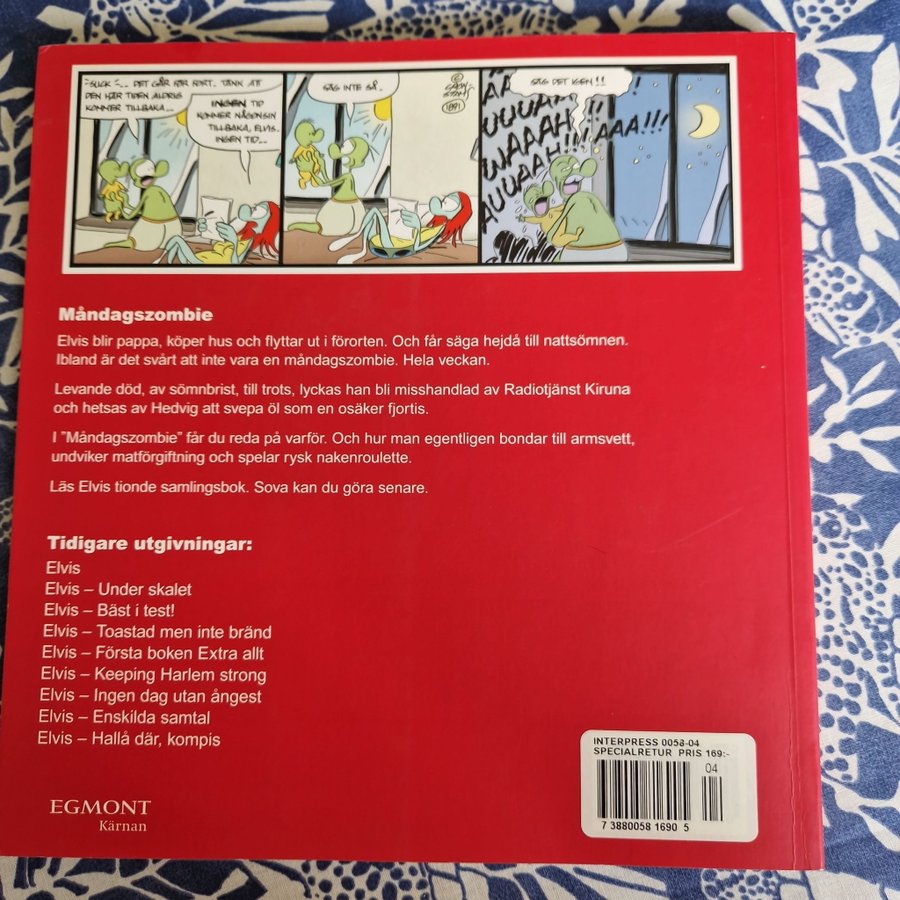 "SUCK"... DET GÅR FÖR FORT. TÄNK ATT
DEN HÄR TIDEN ALDRIG
KOMMER TILLBAKA...
INGEN TID
KOMMER NÅGONSIN
TILLBAKA, ELVIS.
INGEN TID...
SÄG INTE SÅ..
©
1891
SÄG DET IGEN!!
Måndagszombie
Elvis blir pappa, köper hus och flyttar ut i förorten. Och får säga hejdå till nattsömnen.
Ibland är det svårt att inte vara en måndagszombie. Hela veckan.
Levande död, av sömnbrist, till trots, lyckas han bli misshandlad av Radiotjänst Kiruna
och hetsas av Hedvig att svepa öl som en osäker fjortis.
I ”Måndagszombie” får du reda på varför. Och hur man egentligen bondar till armsvett,
undviker matförgiftning och spelar rysk nakenroulette.
Läs Elvis tionde samlingsbok. Sova kan du göra senare.
Tidigare utgivningar:
Elvis
Elvis – Under skalet
Elvis – Bäst i test!
Elvis – Toastad men inte bränd
Elvis – Första boken Extra allt
Elvis – Keeping Harlem strong
Elvis – Ingen dag utan ångest
Elvis – Enskilda samtal
Elvis – Hallå där, kompis
EGMONT
Kärnan
INTERPRESS 0058-04
SPECIALRETUR PRIS 169:-
04
7 3880058 1690 5